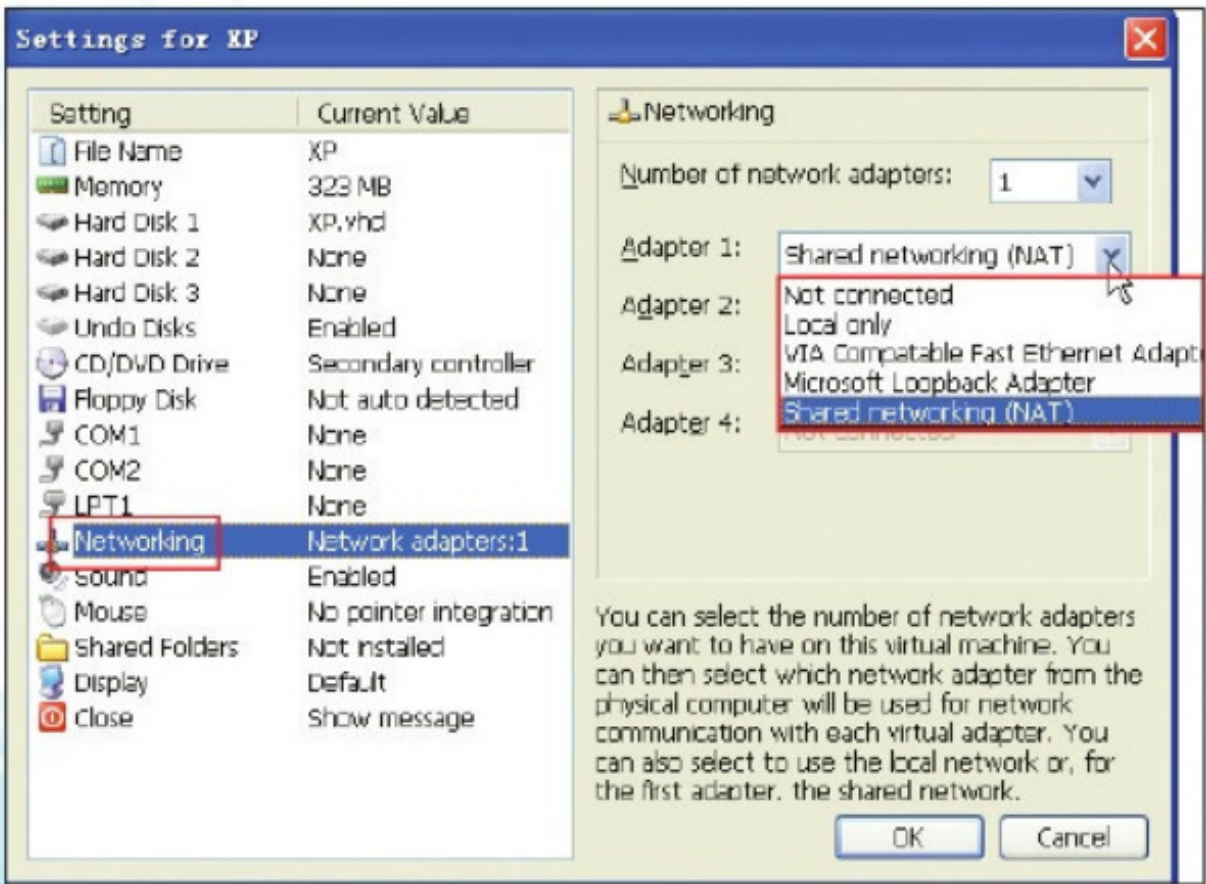 Settings for XP
Setting Current Value
File Name XP
Memory 323 MB
Hard Disk 1 XP.vhd
Hard Disk 2 None
Hard Disk 3 None
Undo Disks Enabled
CD/DVD Drive Secondary controller
Floppy Disk Not auto detected
COM1 None
COM2 None
LPT1 None
Networking Network adapters:1
Sound Enabled
Mouse No pointer integration
Shared Folders Not installed
Display Default
Close Show message
Networking
Number of network adapters: 1
Adapter 1: Shared networking (NAT)
Not connected
Local only
VIA Compatable Fast Ethernet Adapt
Microsoft Loopback Adapter
Shared networking (NAT)
Adapter 2:
Adapter 3:
Adapter 4: Not connected
You can select the number of network adapters
you want to have on this virtual machine. You
can then select which network adapter from the
physical computer will be used for network
communication with each virtual adapter. You
can also select to use the local network or, for
the first adapter, the shared network.
OK Cancel